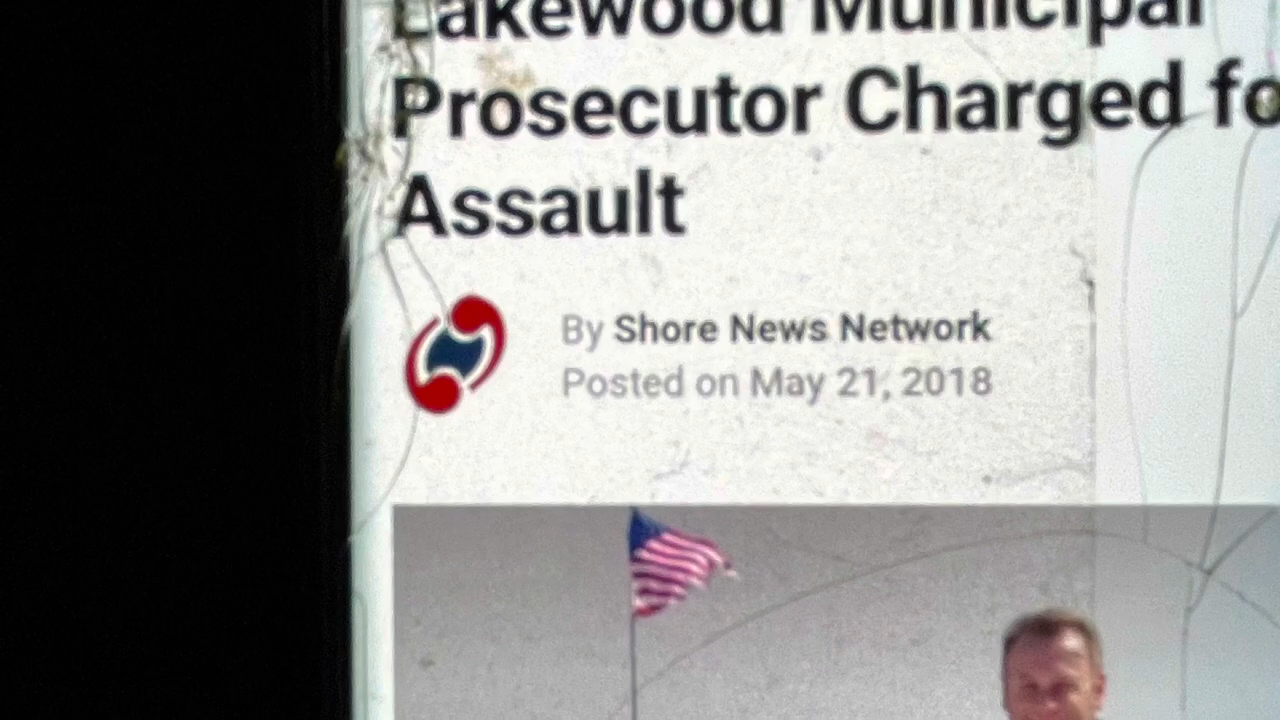 Lakewood Municipal
Prosecutor Charged fo
Assault
By Shore News Network
Posted on May 21, 2018